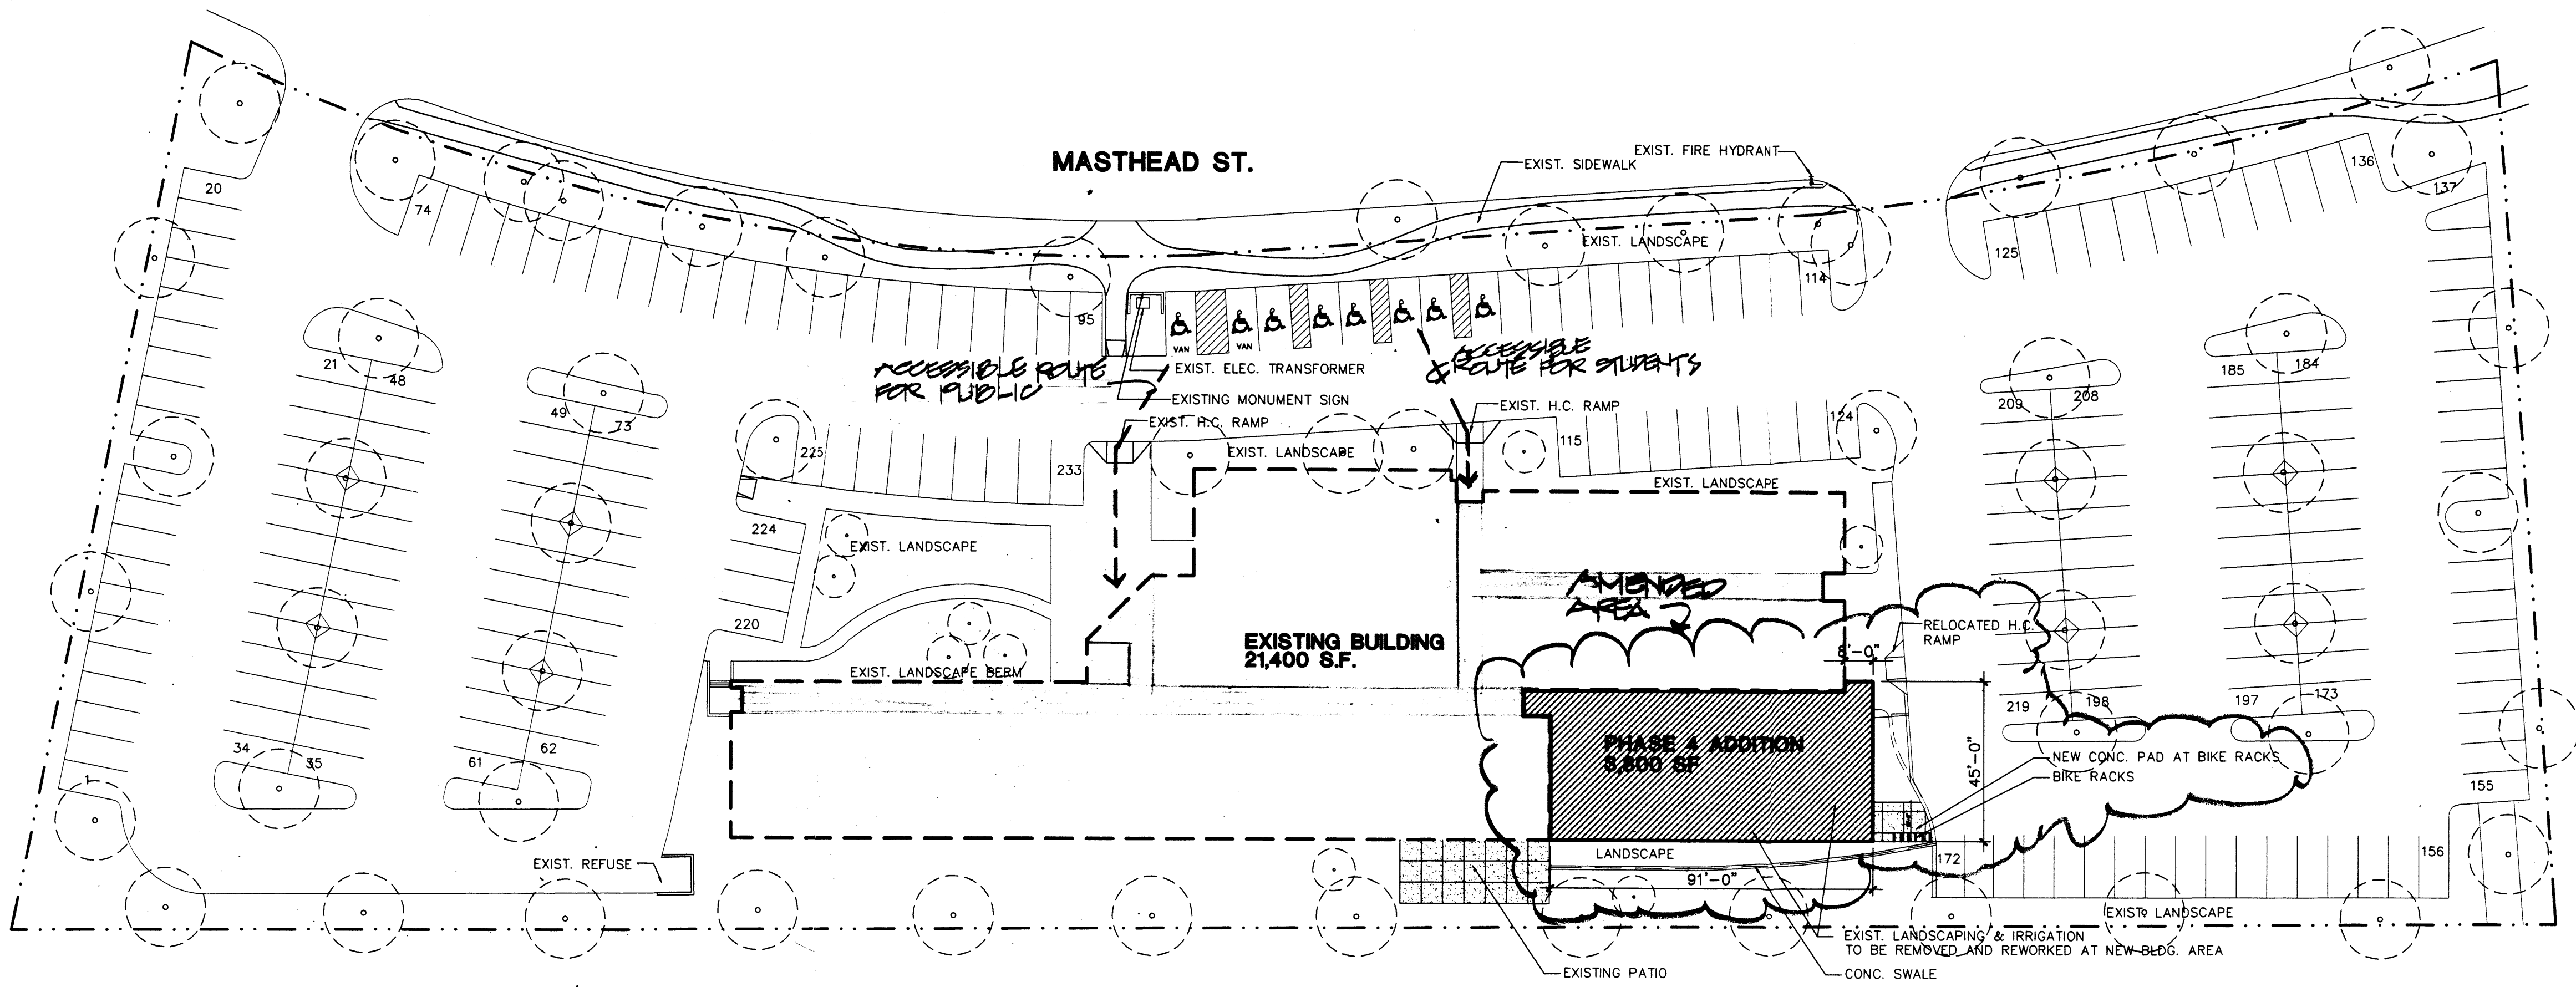 MASTHEAD ST.
EXIST. SIDEWALK
EXIST. FIRE HYDRANT
136
137
20
74
125
EXIST. LANDSCAPE
114
95
VAN
VAN
ACCESSIBLE ROUTE
FOR PUBLIC
ACCESSIBLE
ROUTE FOR STUDENTS
EXIST. ELEC. TRANSFORMER
EXISTING MONUMENT SIGN
EXIST. H.C. RAMP
EXIST. H.C. RAMP
21
48
49
73
185
184
209
208
225
233
EXIST. LANDSCAPE
115
124
EXIST. LANDSCAPE
224
EXIST. LANDSCAPE
220
EXIST. LANDSCAPE BERM
EXISTING BUILDING
21,400 S.F.
AMENDED
AREA
8'-0"
RELOCATED H.C.
RAMP
219
198
197
173
34
35
61
62
1
PHASE 4 ADDITION
3,800 SF
45'-0"
NEW CONC. PAD AT BIKE RACKS
BIKE RACKS
155
156
172
EXIST. REFUSE
LANDSCAPE
91'-0"
EXIST. LANDSCAPE
EXIST. LANDSCAPING & IRRIGATION
TO BE REMOVED AND REWORKED AT NEW BLDG. AREA
EXISTING PATIO
CONC. SWALE